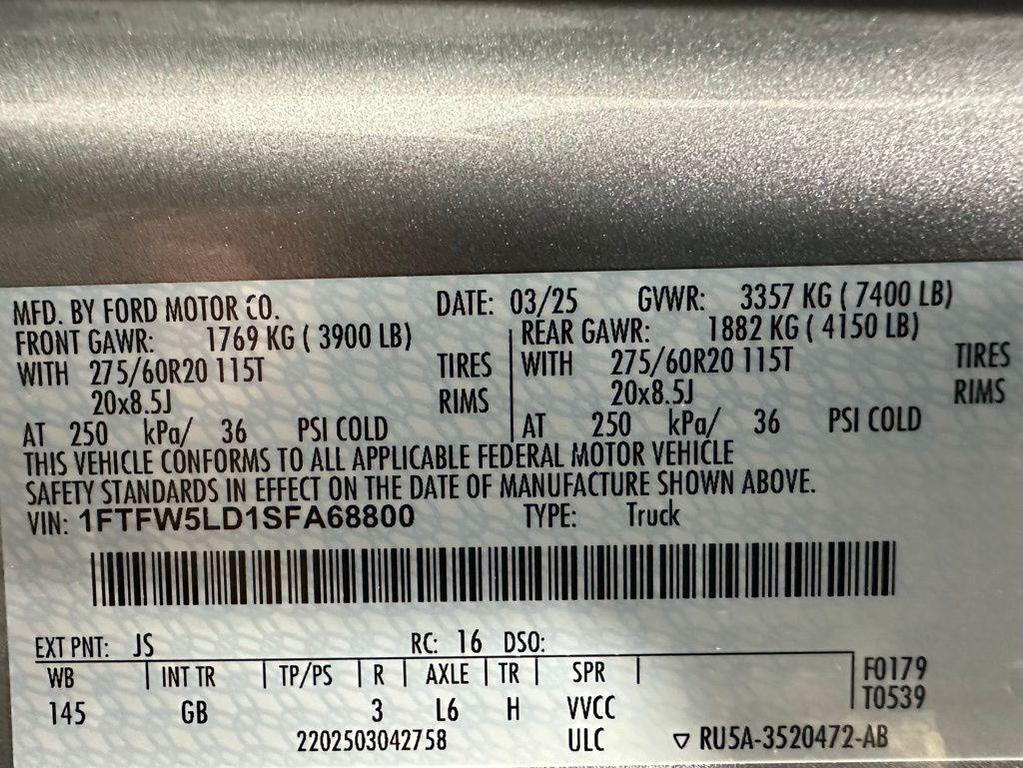 MFD. BY FORD MOTOR CO. DATE: 03/25 GVWR: 3357 KG ( 7400 LB)
FRONT GAWR: 1769 KG ( 3900 LB) REAR GAWR: 1882 KG ( 4150 LB)
WITH 275/60R20 115T TIRES WITH 275/60R20 115T TIRES
20x8.5J RIMS 20x8.5J RIMS
AT 250 kPa/ 36 PSI COLD AT 250 kPa/ 36 PSI COLD
THIS VEHICLE CONFORMS TO ALL APPLICABLE FEDERAL MOTOR VEHICLE
SAFETY STANDARDS IN EFFECT ON THE DATE OF MANUFACTURE SHOWN ABOVE.
VIN: 1FTFW5LD1SFA68800 TYPE: Truck
EXT PNT: JS RC: 16 DSO:
WB INT TR TP/PS R AXLE TR SPR F0179
145 GB 3 L6 H VVCC T0539
2202503042758 ULC ▽ RU5A-3520472-AB